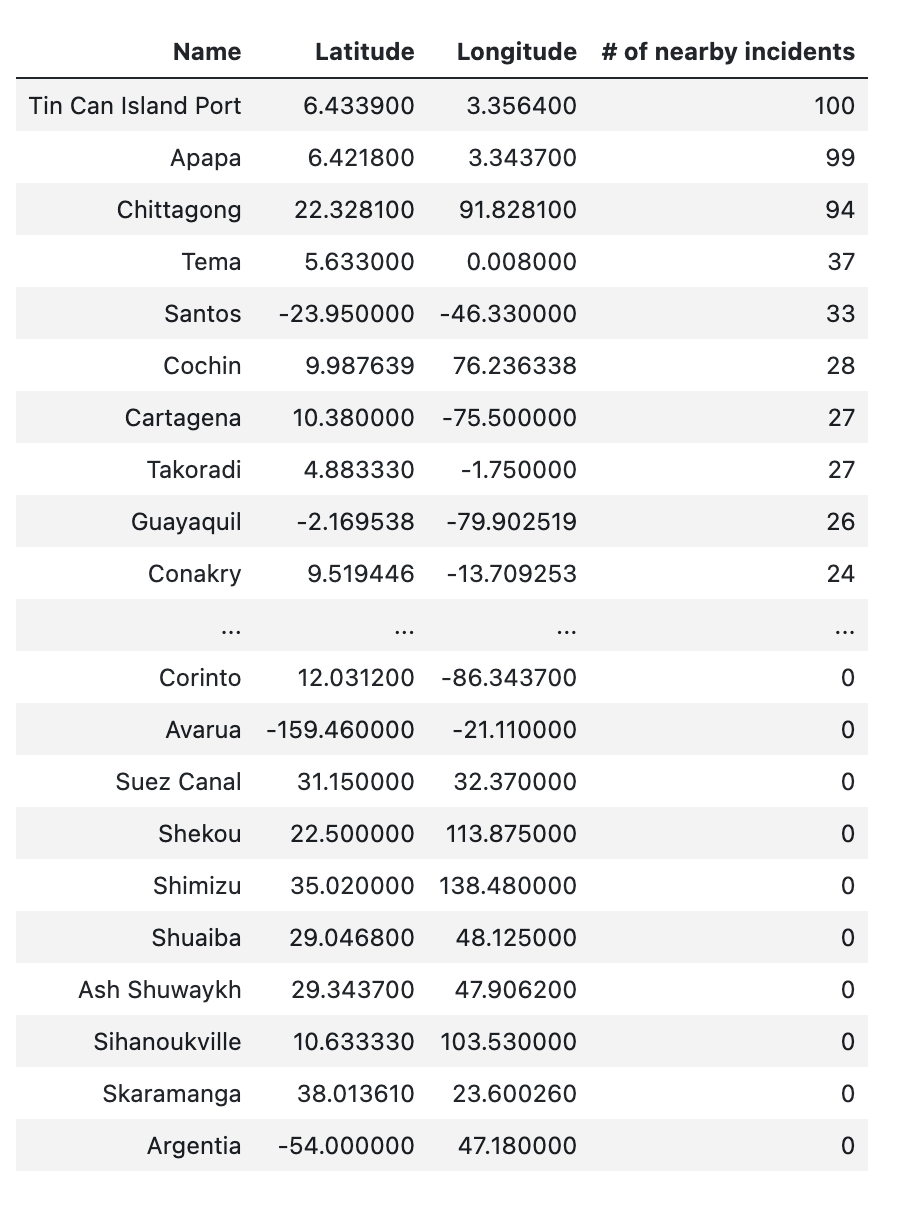 Name Latitude Longitude # of nearby incidents
Tin Can Island Port 6.433900 3.356400 100
Apapa 6.421800 3.343700 99
Chittagong 22.328100 91.828100 94
Tema 5.633000 0.008000 37
Santos -23.950000 -46.330000 33
Cochin 9.987639 76.236338 28
Cartagena 10.380000 -75.500000 27
Takoradi 4.883330 -1.750000 27
Guayaquil -2.169538 -79.902519 26
Conakry 9.519446 -13.709253 24
... ... ... ...
Corinto 12.031200 -86.343700 0
Avarua -159.460000 -21.110000 0
Suez Canal 31.150000 32.370000 0
Shekou 22.500000 113.875000 0
Shimizu 35.020000 138.480000 0
Shuaiba 29.046800 48.125000 0
Ash Shuwaykh 29.343700 47.906200 0
Sihanoukville 10.633330 103.530000 0
Skaramanga 38.013610 23.600260 0
Argentia -54.000000 47.180000 0